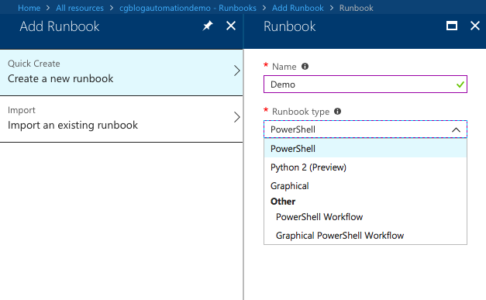 Home > All resources > cgblogautomationdemo - Runbooks > Add Runbook > Runbook
Add Runbook
Runbook
Quick Create
Create a new runbook
Import
Import an existing runbook
* Name
Demo
* Runbook type
PowerShell
PowerShell
Python 2 (Preview)
Graphical
Other
PowerShell Workflow
Graphical PowerShell Workflow